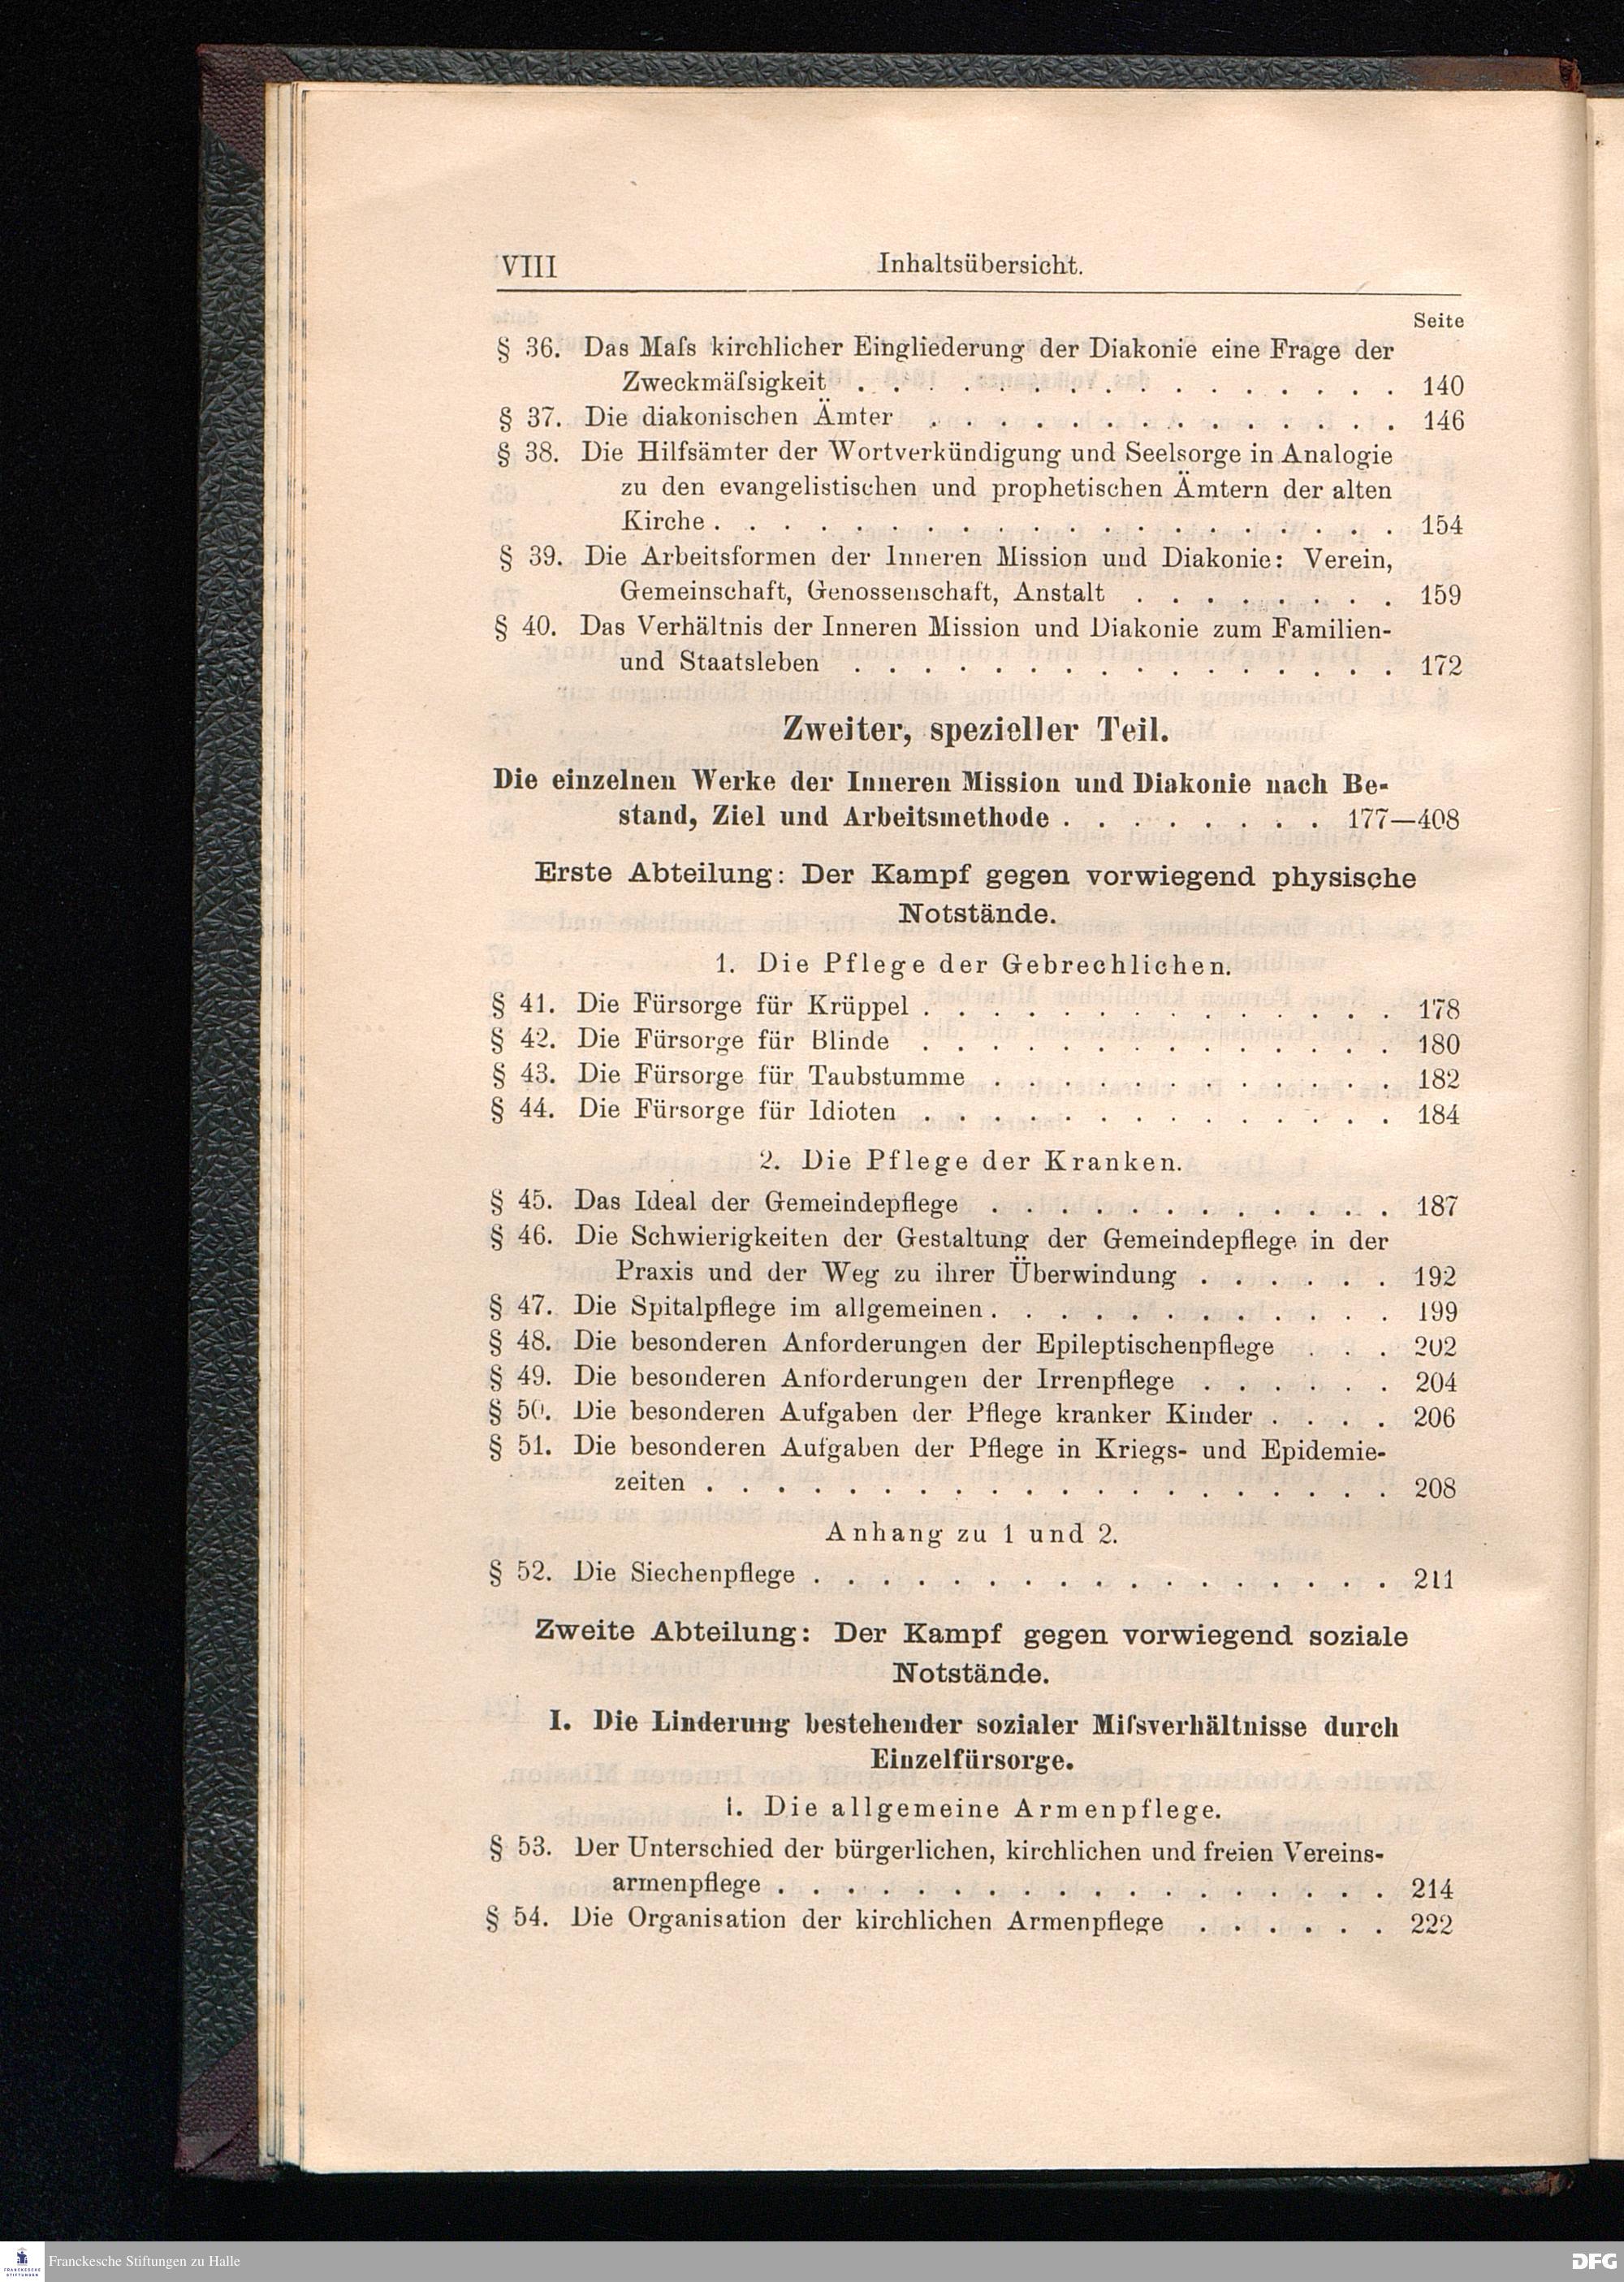 VIII Inhaltsübersicht.
Seite
§ 36. Das Maſs kirchlicher Eingliederung der Diakonie eine Frage der
Zweckmäſsigkeit . . . . . . . . . . . . . . . . 140
§ 37. Die diakonischen Ämter . . . . . . . . . . . . . . 146
§ 38. Die Hilfsämter der Wortverkündigung und Seelsorge in Analogie
zu den evangelistischen und prophetischen Ämtern der alten
Kirche . . . . . . . . . . . . . . . . . . . . 154
§ 39. Die Arbeitsformen der Inneren Mission und Diakonie: Verein,
Gemeinschaft, Genossenschaft, Anstalt . . . . . . . . 159
§ 40. Das Verhältnis der Inneren Mission und Diakonie zum Familien-
und Staatsleben . . . . . . . . . . . . . . . . 172
Zweiter, spezieller Teil.
Die einzelnen Werke der Inneren Mission und Diakonie nach Be-
stand, Ziel und Arbeitsmethode . . . . . . . . 177—408
Erste Abteilung: Der Kampf gegen vorwiegend physische
Notstände.
1. Die Pflege der Gebrechlichen.
§ 41. Die Fürsorge für Krüppel . . . . . . . . . . . . . . 178
§ 42. Die Fürsorge für Blinde . . . . . . . . . . . . . . 180
§ 43. Die Fürsorge für Taubstumme . . . . . . . . . . . . 182
§ 44. Die Fürsorge für Idioten . . . . . . . . . . . . . . 184
2. Die Pflege der Kranken.
§ 45. Das Ideal der Gemeindepflege . . . . . . . . . . . . 187
§ 46. Die Schwierigkeiten der Gestaltung der Gemeindepflege in der
Praxis und der Weg zu ihrer Überwindung . . . . . . 192
§ 47. Die Spitalpflege im allgemeinen . . . . . . . . . . . . 199
§ 48. Die besonderen Anforderungen der Epileptischenpflege . . . 202
§ 49. Die besonderen Anforderungen der Irrenpflege . . . . . . 204
§ 50. Die besonderen Aufgaben der Pflege kranker Kinder . . . . 206
§ 51. Die besonderen Aufgaben der Pflege in Kriegs- und Epidemie-
zeiten . . . . . . . . . . . . . . . . . . . . 208
Anhang zu 1 und 2.
§ 52. Die Siechenpflege . . . . . . . . . . . . . . . . . 211
Zweite Abteilung: Der Kampf gegen vorwiegend soziale
Notstände.
I. Die Linderung bestehender sozialer Miſsverhältnisse durch
Einzelfürsorge.
1. Die allgemeine Armenpflege.
§ 53. Der Unterschied der bürgerlichen, kirchlichen und freien Vereins-
armenpflege . . . . . . . . . . . . . . . . . . 214
§ 54. Die Organisation der kirchlichen Armenpflege . . . . . . 222
FRANCKESCHE
STIFTUNGEN
Franckesche Stiftungen zu Halle
DFG